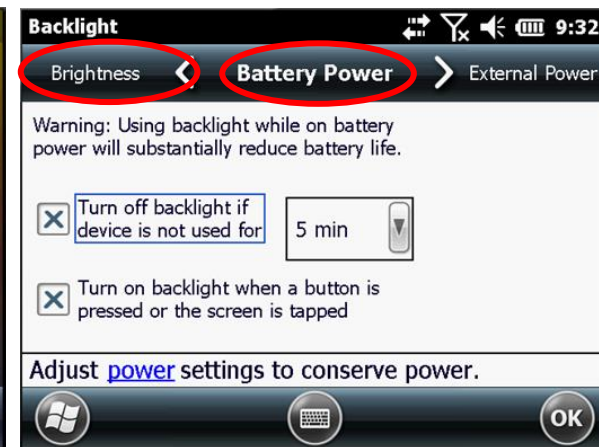 Backlight 9:32
Brightness Battery Power External Power
Warning: Using backlight while on battery
power will substantially reduce battery life.
Turn off backlight if
device is not used for
5 min
Turn on backlight when a button is
pressed or the screen is tapped
Adjust power settings to conserve power.
OK